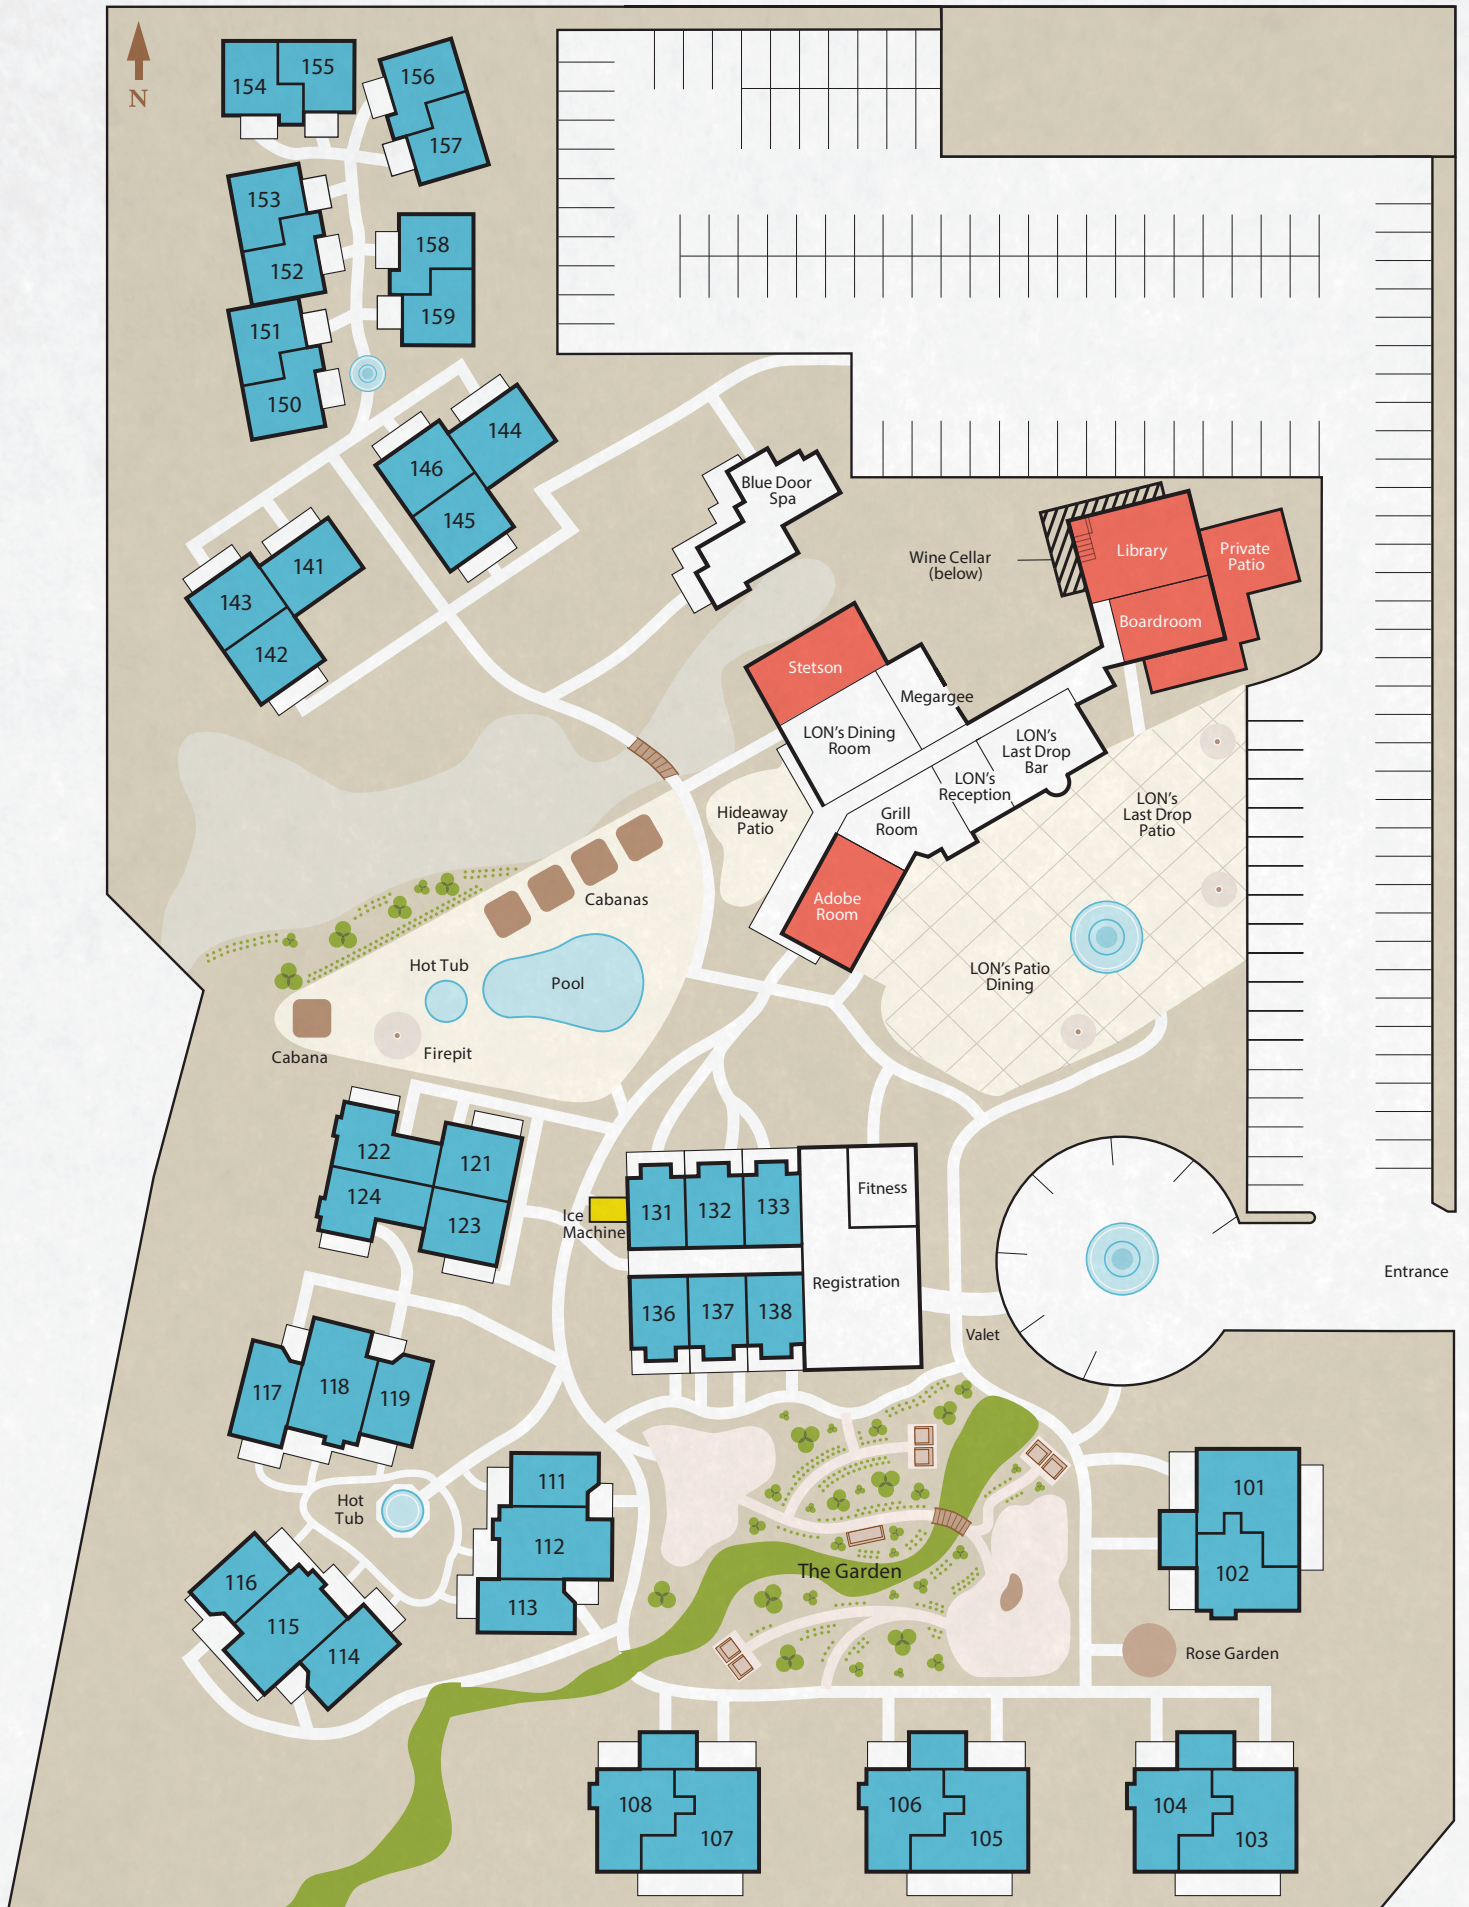 N
154
155
156
157
153
152
158
159
151
150
144
146
145
141
143
142
Blue Door
Spa
Wine Cellar
(below)
Library
Private
Patio
Boardroom
Stetson
Megargee
LON's Dining
Room
LON's
Last Drop
Bar
LON's
Reception
Grill
Room
Hideaway
Patio
LON's
Last Drop
Patio
Adobe
Room
Cabanas
LON's Patio
Dining
Hot Tub
Pool
Cabana
Firepit
122
121
124
123
Ice
Machine
131
132
133
Fitness
136
137
138
Registration
Entrance
Valet
117
118
119
Hot
Tub
111
112
113
116
115
114
The Garden
101
102
Rose Garden
108
107
106
105
104
103